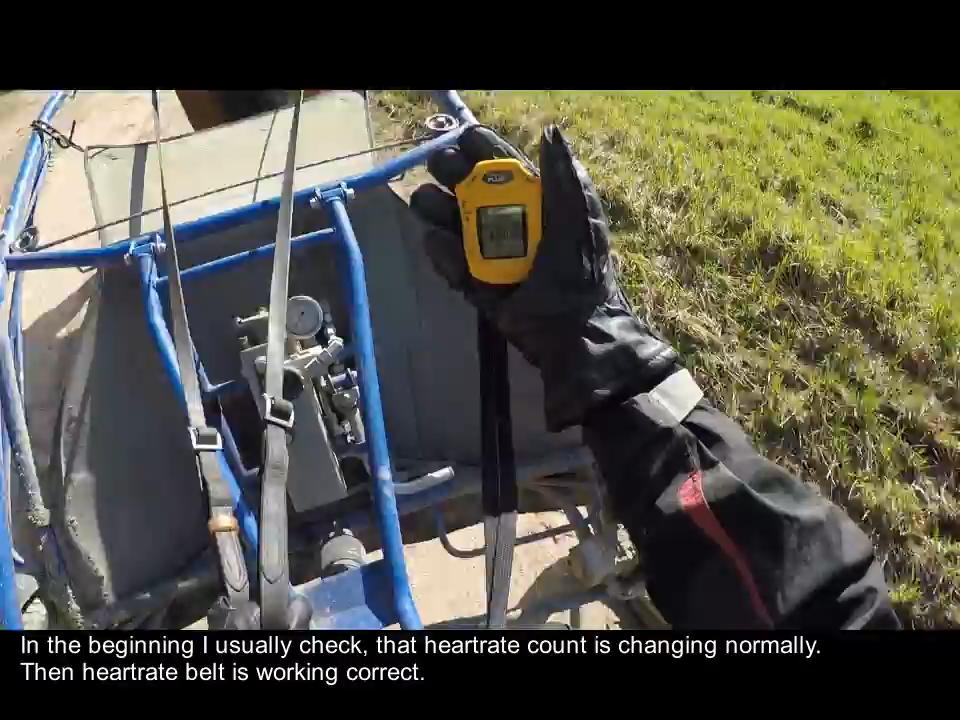 In the beginning I usually check, that heartrate count is changing normally.
Then heartrate belt is working correct.